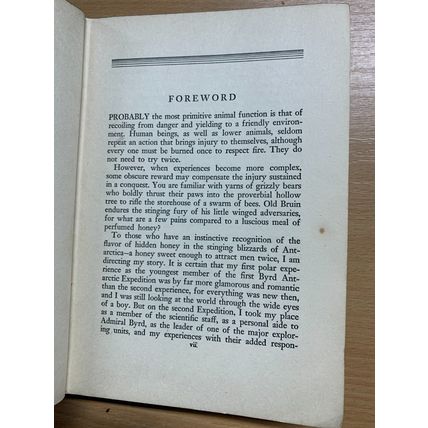 FOREWORD
PROBABLY the most primitive animal function is that of
recoiling from danger and yielding to a friendly environ-
ment. Human beings, as well as lower animals, seldom
repeat an action that brings injury to themselves, although
every one must be burned once to respect fire. They do
not need to try twice.
However, when experiences become more complex,
some obscure reward may compensate the injury sustained
in a conquest. You are familiar with yarns of grizzly bears
who boldly thrust their paws into the proverbial hollow
tree to rifle the storehouse of a swarm of bees. Old Bruin
endures the stinging fury of his little winged adversaries,
for what are a few pains compared to a luscious meal of
perfumed honey?
To those who have an instinctive recognition of the
flavor of hidden honey in the stinging blizzards of Ant-
arctica—a honey sweet enough to attract men twice, I am
directing my story. It is certain that my first polar expe-
rience as the youngest member of the first Byrd Ant-
arctic Expedition was by far more glamorous and romantic
than the second experience, for everything was new then,
and I was still looking at the world through the wide eyes
of a boy. But on the second Expedition, I took my place
as a member of the scientific staff, as a personal aide to
Admiral Byrd, as the leader of one of the major explor-
ing units, and my experiences with their added respon-
vii